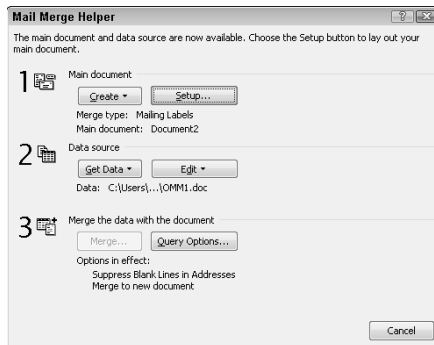 Mail Merge Helper
The main document and data source are now available. Choose the Setup button to lay out your
main document.
1
Main document
Create
Setup...
Merge type: Mailing Labels
Main document: Document2
2
Data source
Get Data
Edit
Data: C:\Users\...\OMM1.doc
3
Merge the data with the document
Merge...
Query Options...
Options in effect:
Suppress Blank Lines in Addresses
Merge to new document
Cancel